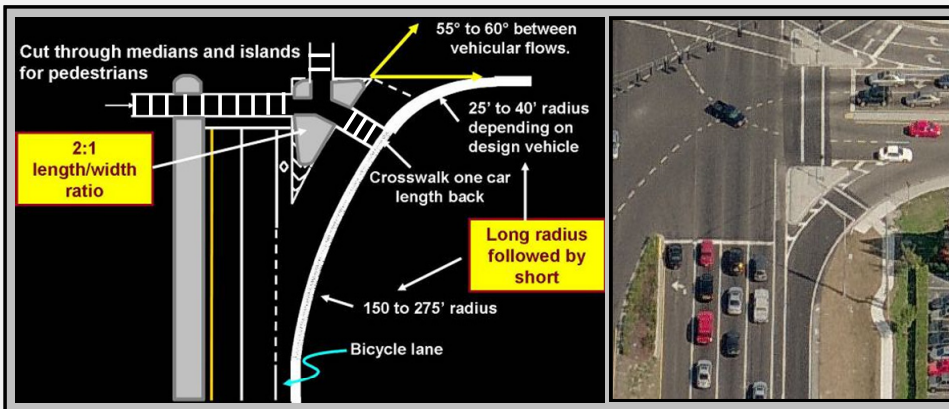 Cut through medians and islands
for pedestrians
55° to 60° between
vehicular flows.
25' to 40' radius
depending on
design vehicle
2:1
length/width
ratio
Crosswalk one car
length back
Long radius
followed by
short
150 to 275' radius
Bicycle lane